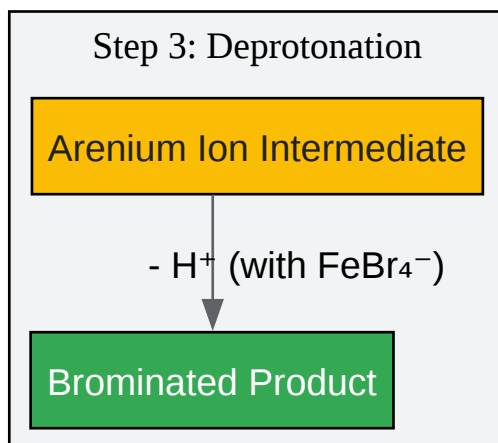 Step 3: Deprotonation
Arenium Ion Intermediate
- H⁺ (with FeBr₄⁻)
Brominated Product